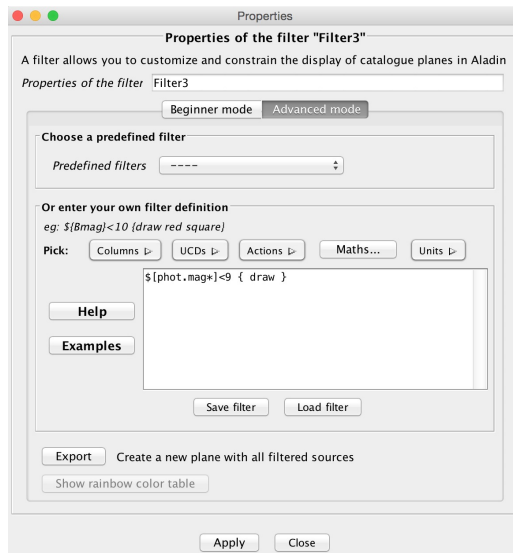 Properties
Properties of the filter "Filter3"
A filter allows you to customize and constrain the display of catalogue planes in Aladin
Properties of the filter Filter3
Beginner mode Advanced mode
Choose a predefined filter
Predefined filters ----
Or enter your own filter definition
eg: ${Bmag}<10 {draw red square}
Pick: Columns ▷ UCDs ▷ Actions ▷ Maths... Units ▷
$[phot.mag*]<9 { draw }
Help
Examples
Save filter Load filter
Export Create a new plane with all filtered sources
Show rainbow color table
Apply Close